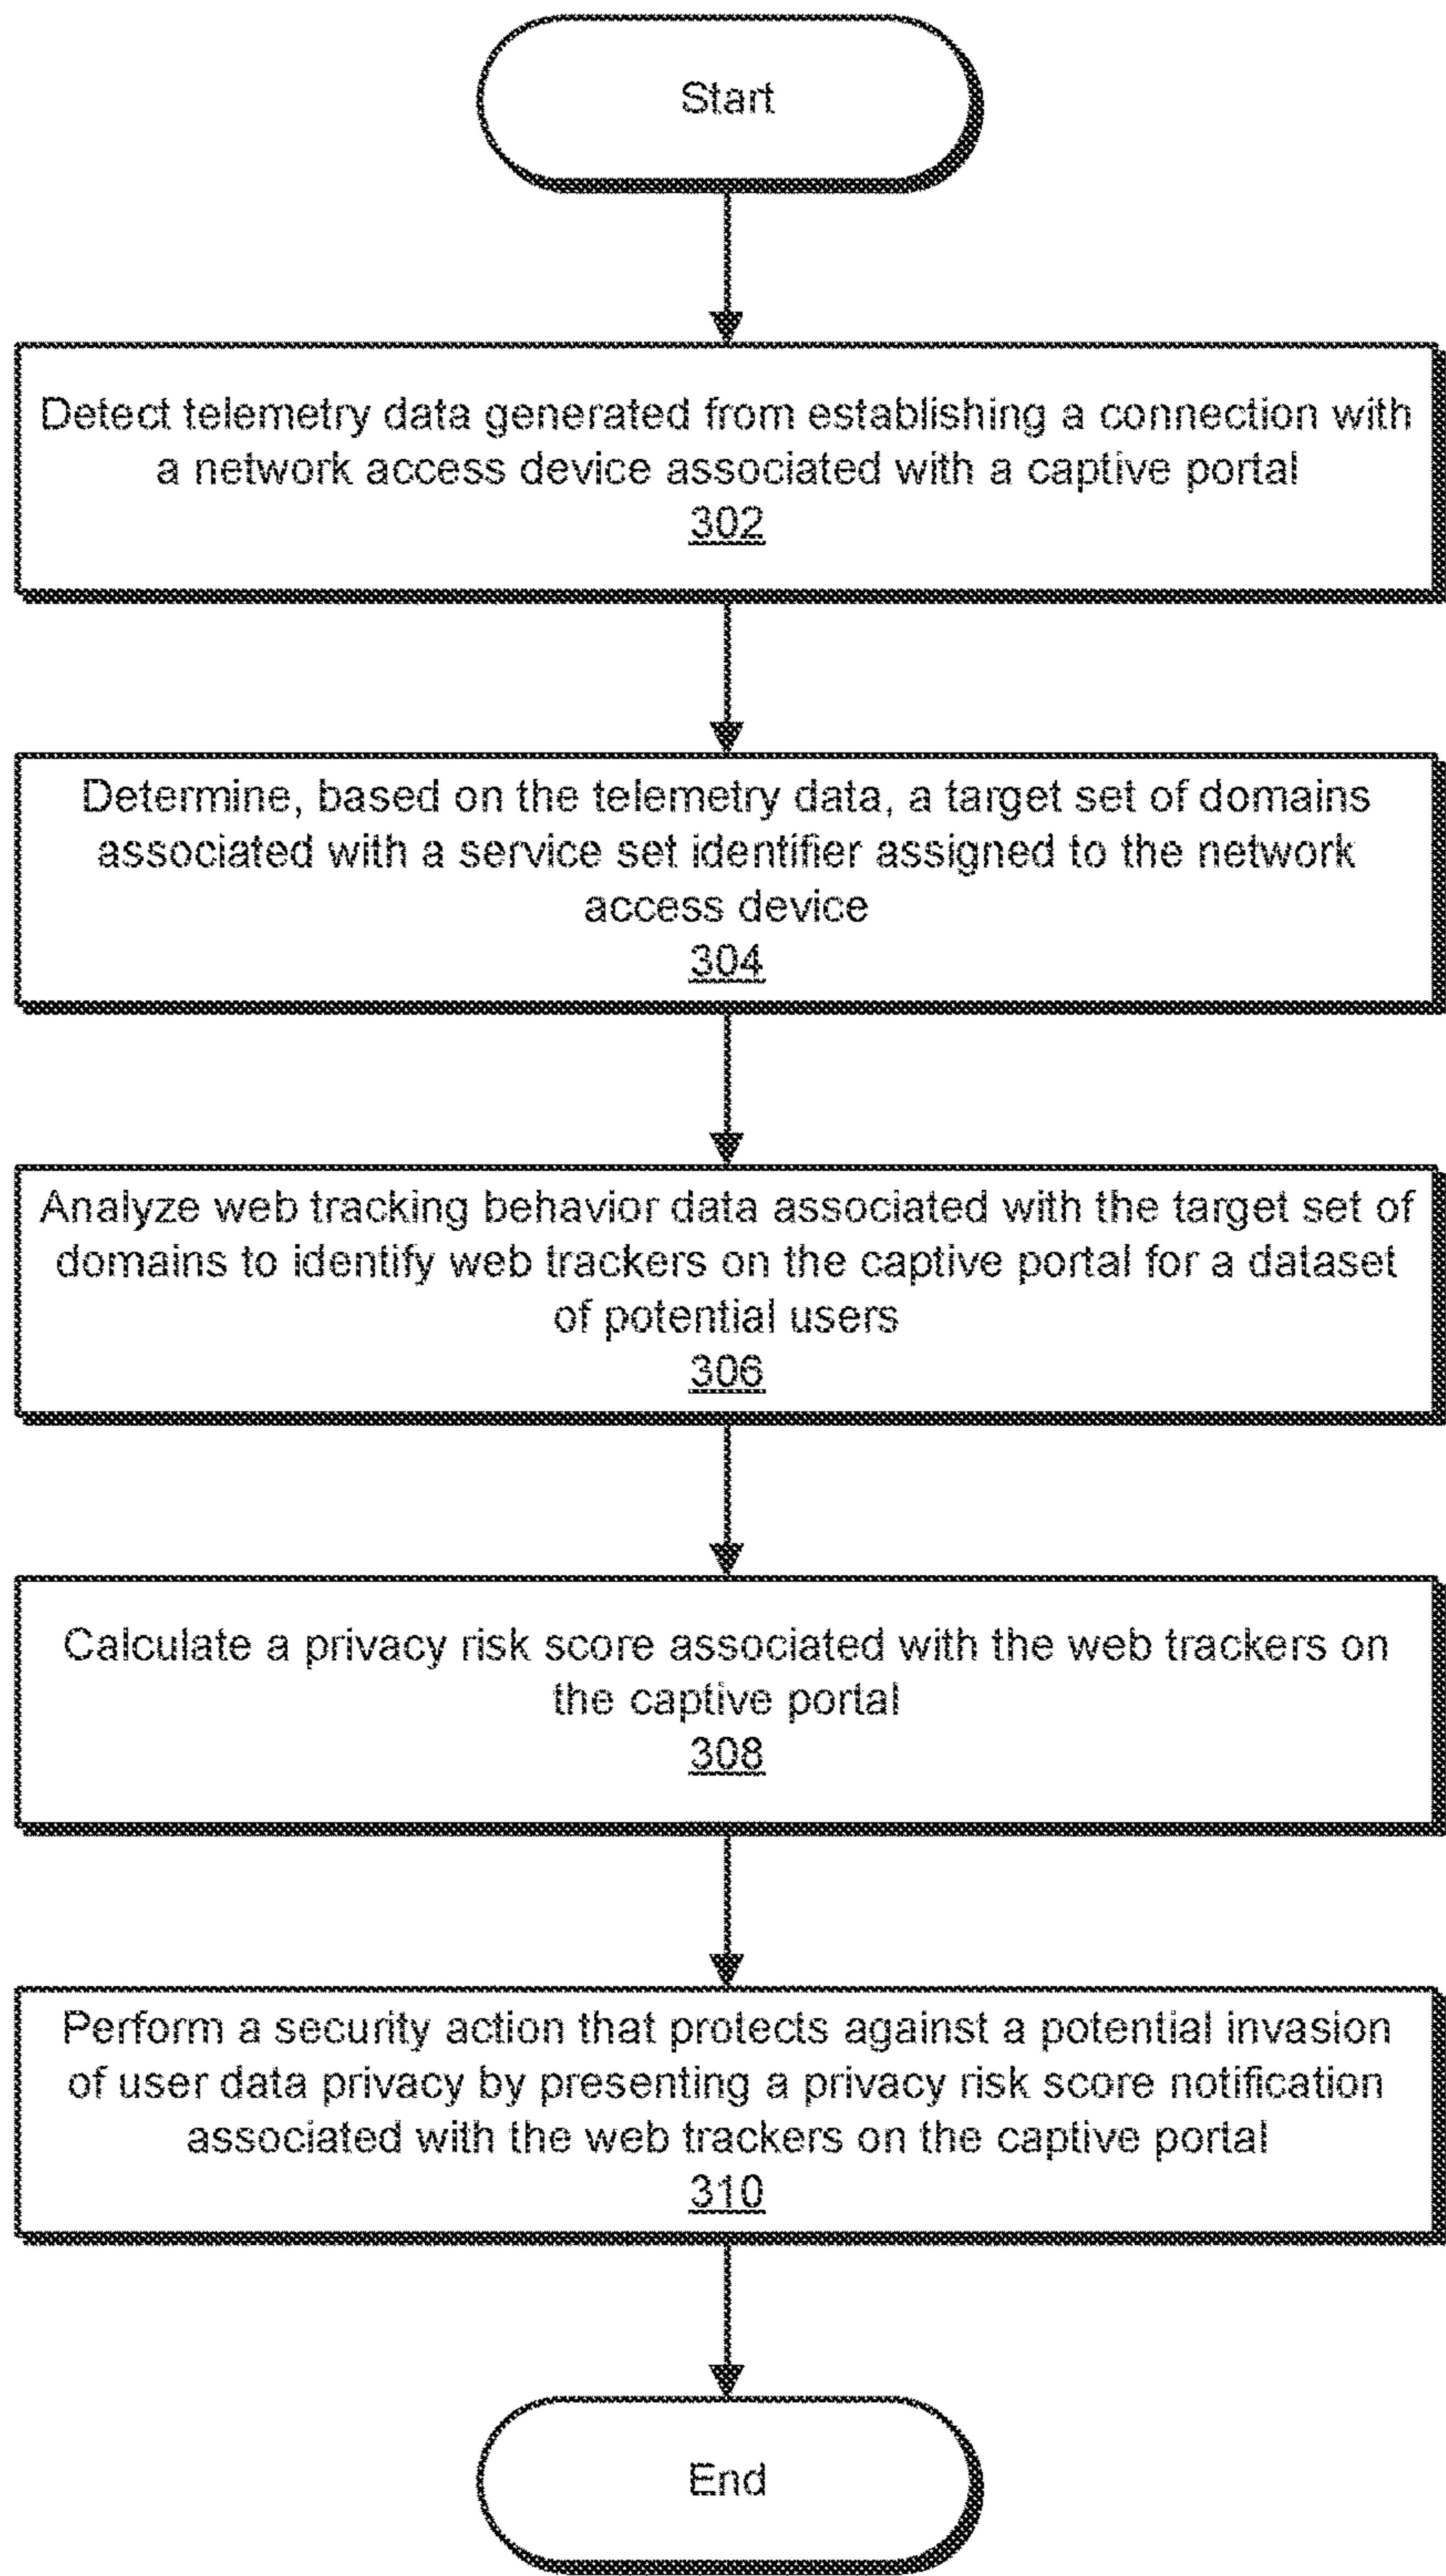 Start
Detect telemetry data generated from establishing a connection with
a network access device associated with a captive portal
302
Determine, based on the telemetry data, a target set of domains
associated with a service set identifier assigned to the network
access device
304
Analyze web tracking behavior data associated with the target set of
domains to identify web trackers on the captive portal for a dataset
of potential users
306
Calculate a privacy risk score associated with the web trackers on
the captive portal
308
Perform a security action that protects against a potential invasion
of user data privacy by presenting a privacy risk score notification
associated with the web trackers on the captive portal
310
End